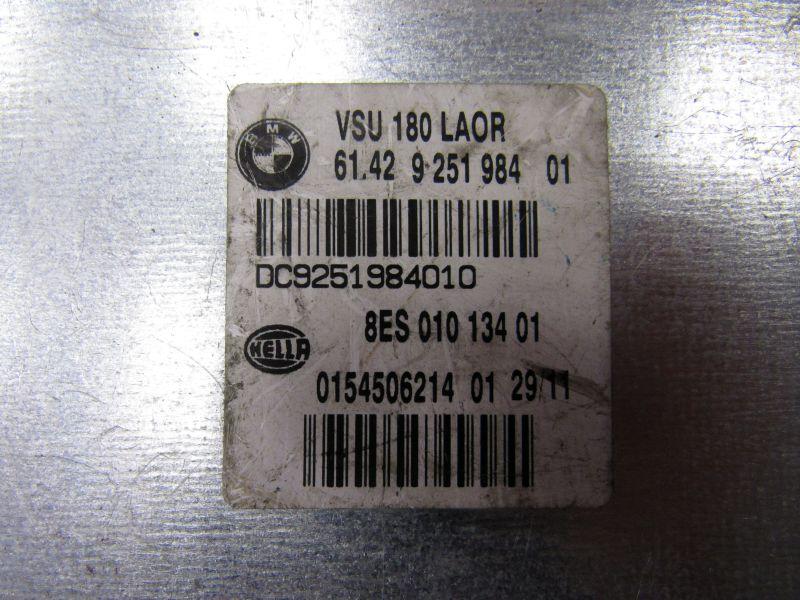 BMW
VSU 180 LAOR
61.42 9 251 984 01
DC9251984010
HELLA
8ES 010 134 01
0154506214 01 29/11